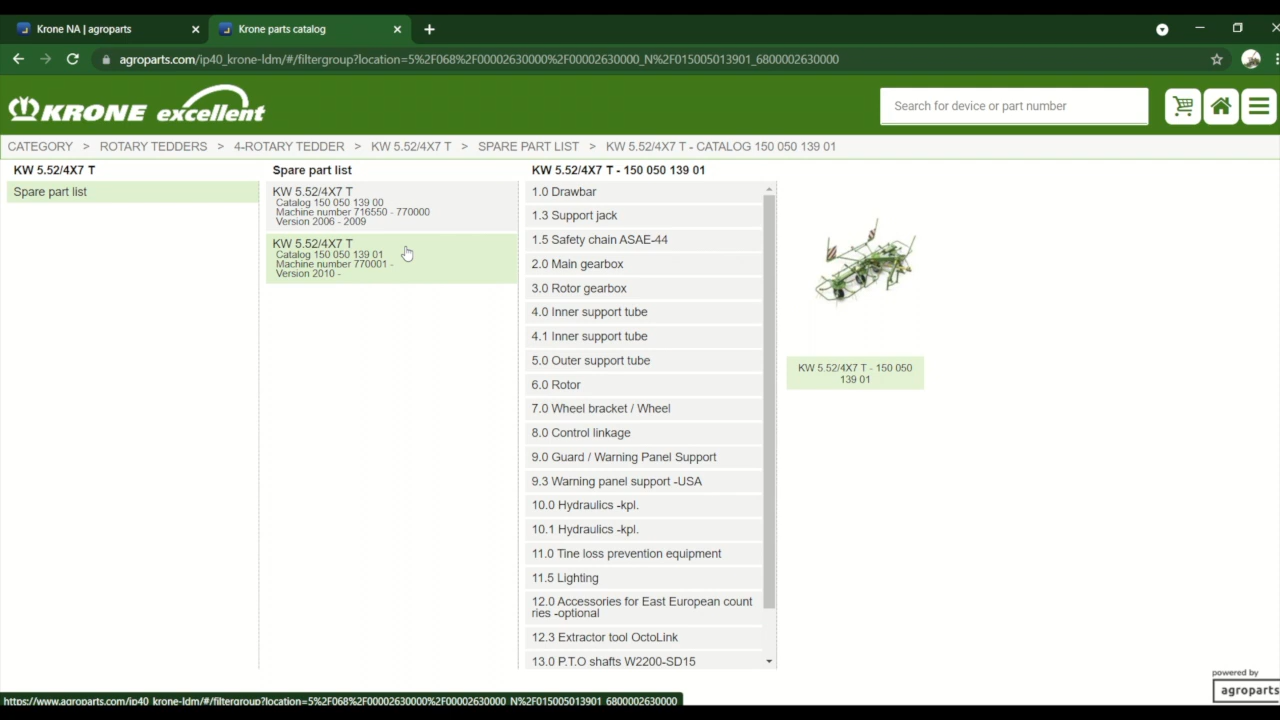 Krone NA | agroparts
Krone parts catalog
agroparts.com/ip40_krone-ldm/#/filtergroup?location=5%2F068%2F00002630000%2F00002630000_N%2F015005013901_6800002630000
KRONE excellent
Search for device or part number
CATEGORY > ROTARY TEDDERS > 4-ROTARY TEDDER > KW 5.52/4X7 T > SPARE PART LIST > KW 5.52/4X7 T - CATALOG 150 050 139 01
KW 5.52/4X7 T
Spare part list
Spare part list
KW 5.52/4X7 T
Catalog 150 050 139 00
Machine number 716550 - 770000
Version 2006 - 2009
KW 5.52/4X7 T
Catalog 150 050 139 01
Machine number 770001 -
Version 2010 -
KW 5.52/4X7 T - 150 050 139 01
1.0 Drawbar
1.3 Support jack
1.5 Safety chain ASAE-44
2.0 Main gearbox
3.0 Rotor gearbox
4.0 Inner support tube
4.1 Inner support tube
5.0 Outer support tube
6.0 Rotor
7.0 Wheel bracket / Wheel
8.0 Control linkage
9.0 Guard / Warning Panel Support
9.3 Warning panel support -USA
10.0 Hydraulics -kpl.
10.1 Hydraulics -kpl.
11.0 Tine loss prevention equipment
11.5 Lighting
12.0 Accessories for East European count
ries -optional
12.3 Extractor tool OctoLink
13.0 P.T.O shafts W2200-SD15
KW 5.52/4X7 T - 150 050
139 01
powered by
agroparts
https://www.agroparts.com/ip40_krone-ldm/#/filtergroup?location=5%2F068%2F00002630000%2F00002630000_N%2F015005013901_6800002630000